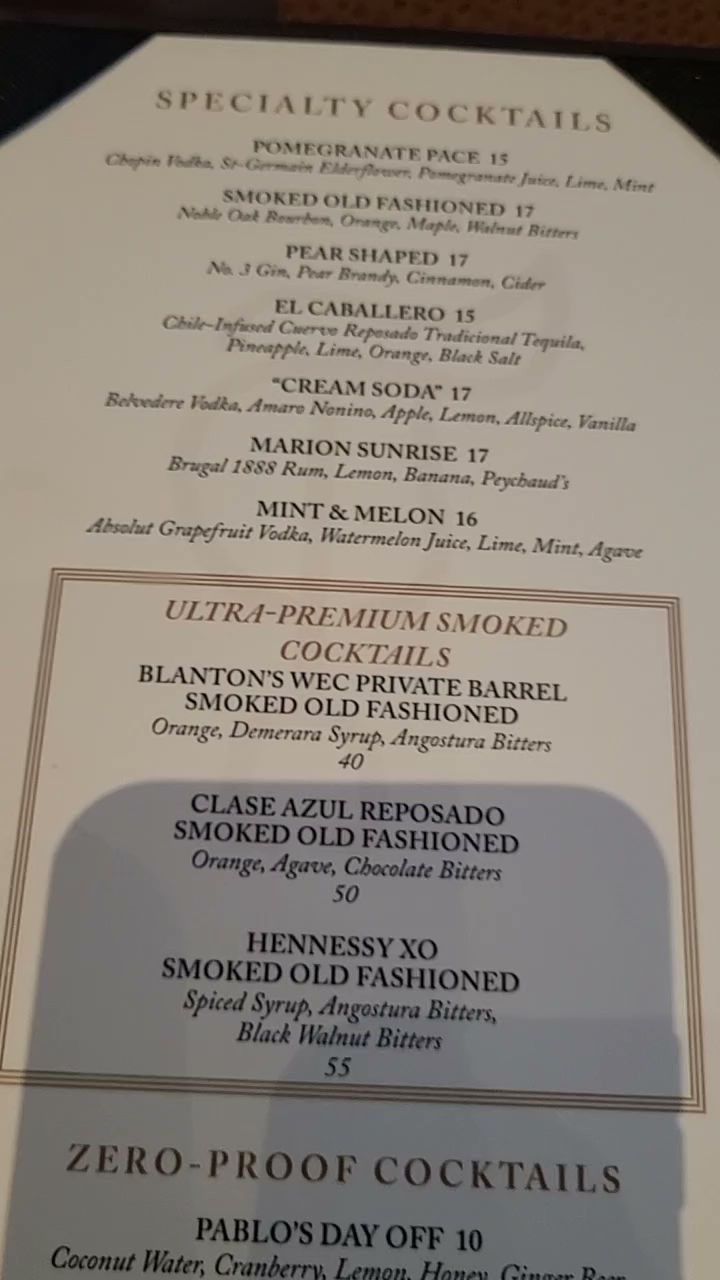 SPECIALTY COCKTAILS
POMEGRANATE PACE 15
Chopin Vodka, St-Germain Elderflower, Pomegranate Juice, Lime, Mint
SMOKED OLD FASHIONED 17
Noble Oak Bourbon, Orange, Maple, Walnut Bitters
PEAR SHAPED 17
No. 3 Gin, Pear Brandy, Cinnamon, Cider
EL CABALLERO 15
Chile-Infused Cuervo Reposado Tradicional Tequila,
Pineapple, Lime, Orange, Black Salt
"CREAM SODA" 17
Belvedere Vodka, Amaro Nonino, Apple, Lemon, Allspice, Vanilla
MARION SUNRISE 17
Brugal 1888 Rum, Lemon, Banana, Peychaud's
MINT & MELON 16
Absolut Grapefruit Vodka, Watermelon Juice, Lime, Mint, Agave
ULTRA-PREMIUM SMOKED
COCKTAILS
BLANTON'S WEC PRIVATE BARREL
SMOKED OLD FASHIONED
Orange, Demerara Syrup, Angostura Bitters
40
CLASE AZUL REPOSADO
SMOKED OLD FASHIONED
Orange, Agave, Chocolate Bitters
50
HENNESSY XO
SMOKED OLD FASHIONED
Spiced Syrup, Angostura Bitters,
Black Walnut Bitters
55
ZERO-PROOF COCKTAILS
PABLO'S DAY OFF 10
Coconut Water, Cranberry, Lemon, Honey, Ginger Beer